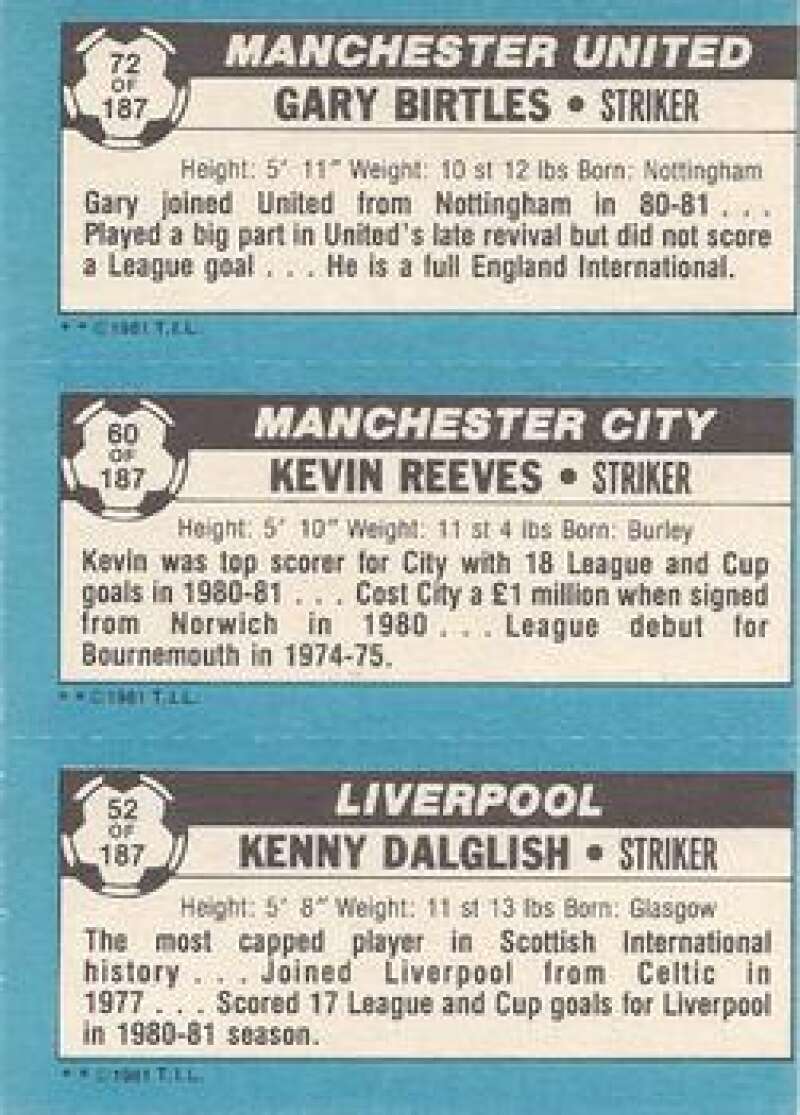 72
OF
187
MANCHESTER UNITED
GARY BIRTLES • STRIKER
Height: 5' 11" Weight: 10 st 12 lbs Born: Nottingham
Gary joined United from Nottingham in 80-81 . . .
Played a big part in United's late revival but did not score
a League goal . . . He is a full England International.
* * ©1981 T.I.L.
60
OF
187
MANCHESTER CITY
KEVIN REEVES • STRIKER
Height: 5' 10" Weight: 11 st 4 lbs Born: Burley
Kevin was top scorer for City with 18 League and Cup
goals in 1980-81 . . . Cost City a £1 million when signed
from Norwich in 1980 . . . League debut for
Bournemouth in 1974-75.
* * ©1981 T.I.L.
52
OF
187
LIVERPOOL
KENNY DALGLISH • STRIKER
Height: 5' 8" Weight: 11 st 13 lbs Born: Glasgow
The most capped player in Scottish International
history . . . Joined Liverpool from Celtic in
1977 . . . Scored 17 League and Cup goals for Liverpool
in 1980-81 season.
* * ©1981 T.I.L.